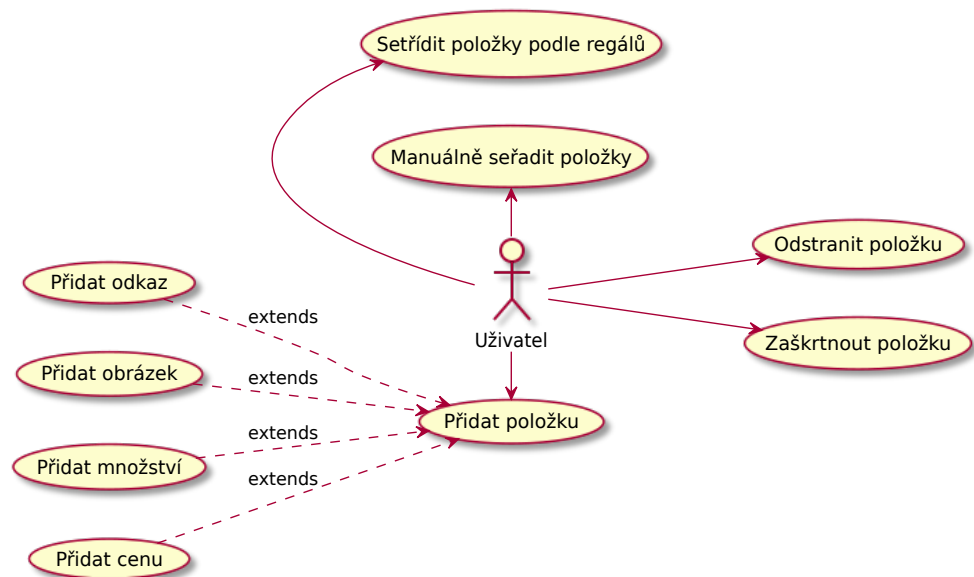 Setřídit položky podle regálů
Manuálně seřadit položky
Odstranit položku
Přidat odkaz
extends
Uživatel
Zaškrtnout položku
Přidat obrázek
extends
Přidat položku
extends
Přidat množství
extends
Přidat cenu